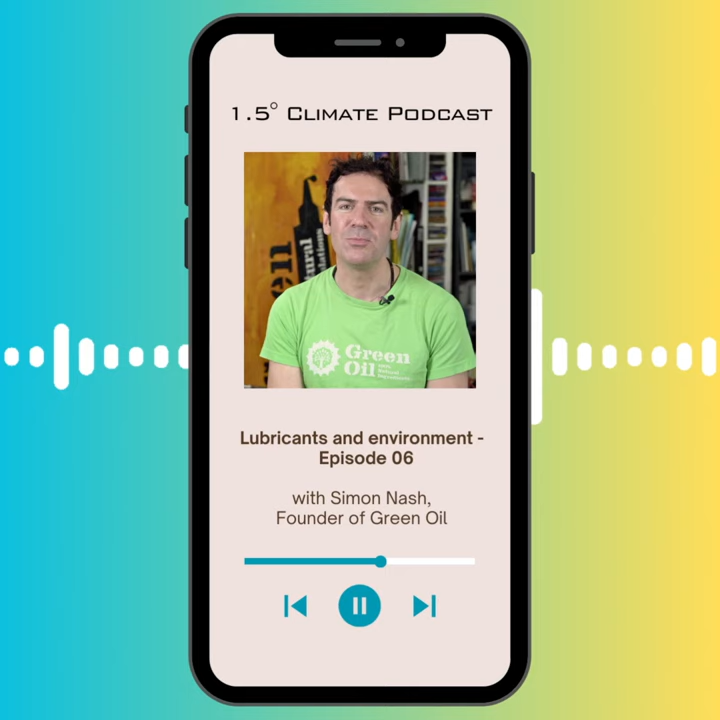 1.5° Climate Podcast
Green
Oil
Lubricants and environment -
Episode 06
with Simon Nash,
Founder of Green Oil